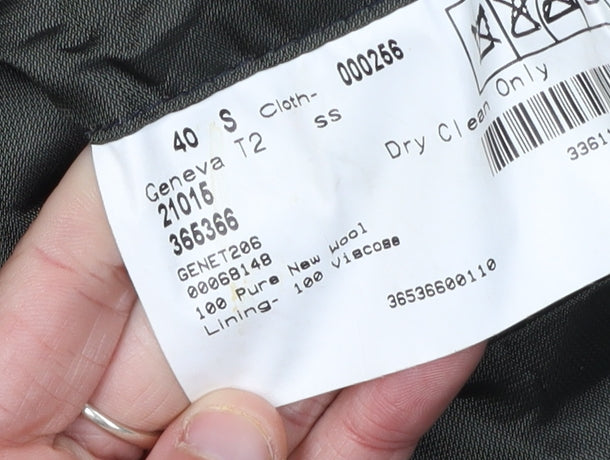 40 S Cloth- 000256
Geneva T2 SS
21015
365366
GENET206
00068148
100 Pure New Wool
Lining- 100 Viscose
Dry Clean Only
3361
36536600110